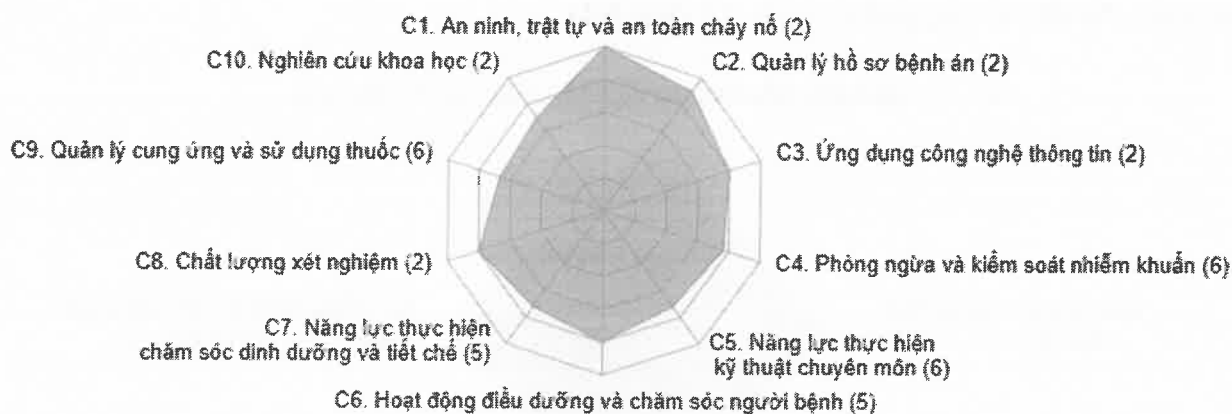 C1. An ninh, trật tự và an toàn cháy nổ (2)
C2. Quản lý hồ sơ bệnh án (2)
C3. Ứng dụng công nghệ thông tin (2)
C4. Phòng ngừa và kiểm soát nhiễm khuẩn (6)
C5. Năng lực thực hiện
kỹ thuật chuyên môn (6)
C6. Hoạt động điều dưỡng và chăm sóc người bệnh (5)
C7. Năng lực thực hiện
chăm sóc dinh dưỡng và tiết chế (5)
C8. Chất lượng xét nghiệm (2)
C9. Quản lý cung ứng và sử dụng thuốc (6)
C10. Nghiên cứu khoa học (2)